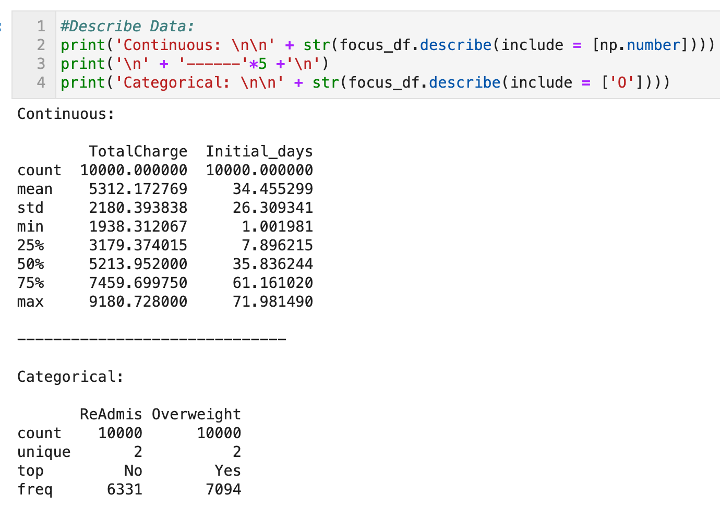 1 #Describe Data:
2 print('Continuous: \n\n' + str(focus_df.describe(include = [np.number])))
3 print('\n' + '------'*5 +'\n')
4 print('Categorical: \n\n' + str(focus_df.describe(include = ['O'])))
Continuous:
TotalCharge Initial_days
count 10000.000000 10000.000000
mean 5312.172769 34.455299
std 2180.393838 26.309341
min 1938.312067 1.001981
25% 3179.374015 7.896215
50% 5213.952000 35.836244
75% 7459.699750 61.161020
max 9180.728000 71.981490
------------------------------
Categorical:
ReAdmis Overweight
count 10000 10000
unique 2 2
top No Yes
freq 6331 7094